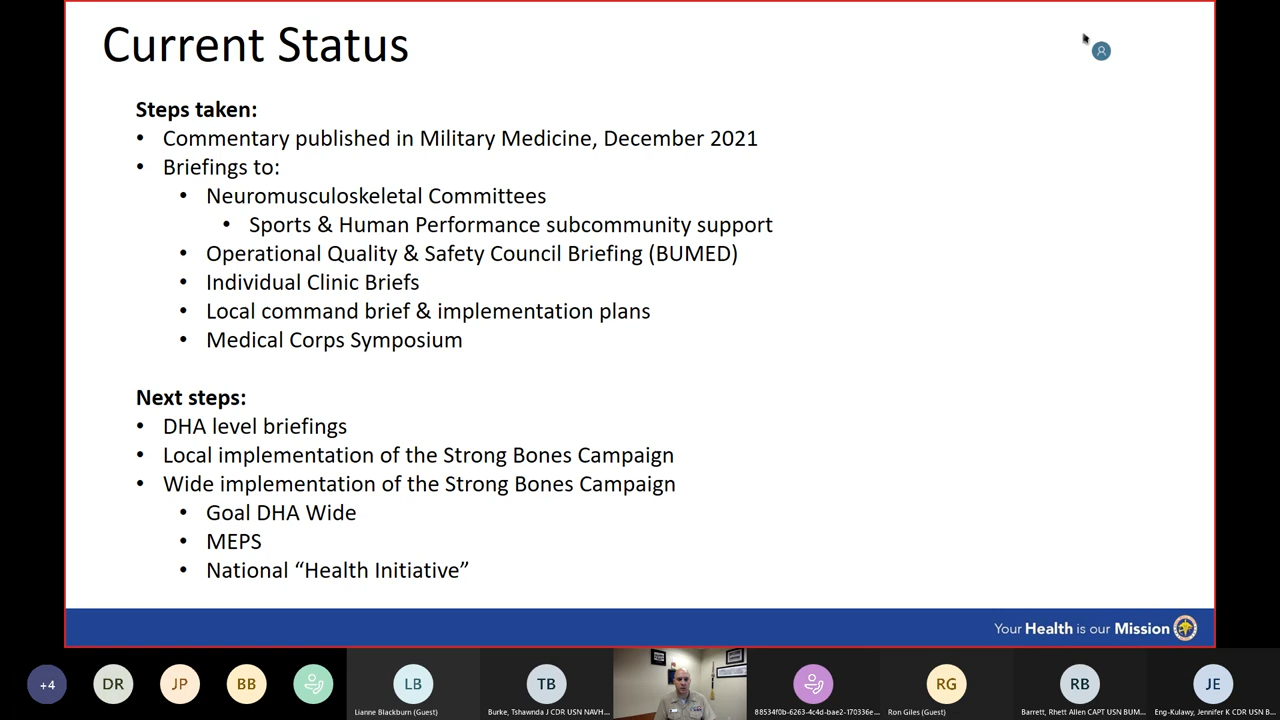 Current Status
Steps taken:
• Commentary published in Military Medicine, December 2021
• Briefings to:
• Neuromusculoskeletal Committees
• Sports & Human Performance subcommunity support
• Operational Quality & Safety Council Briefing (BUMED)
• Individual Clinic Briefs
• Local command brief & implementation plans
• Medical Corps Symposium
Next steps:
• DHA level briefings
• Local implementation of the Strong Bones Campaign
• Wide implementation of the Strong Bones Campaign
• Goal DHA Wide
• MEPS
• National “Health Initiative”
Your Health is our Mission
+4 DR JP BB LB TB RG RB JE
Lianne Blackburn (Guest) Burke, Tshawnda J CDR USN NAVH... 88534f0b-6263-4c4d-bae2-170336e... Ron Giles (Guest) Barrett, Rhett Allen CAPT USN BUM... Eng-Kulawy, Jennifer K CDR USN B...